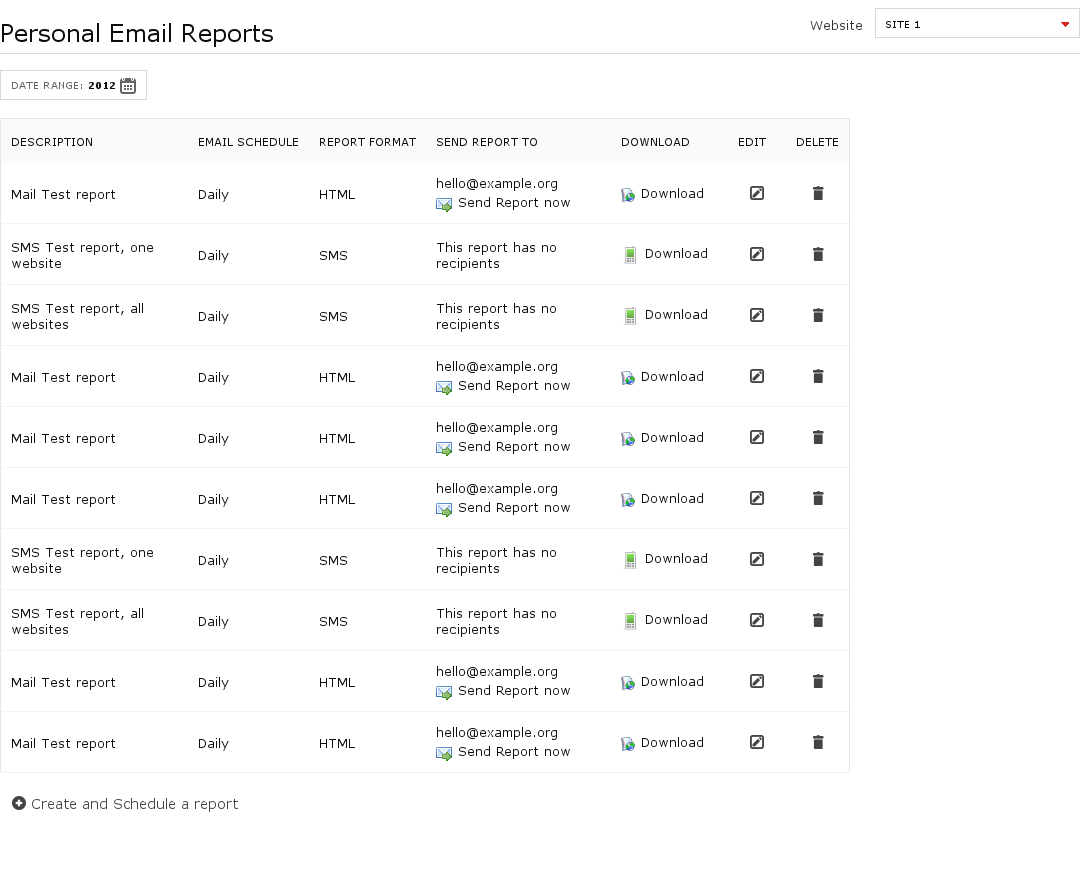 Personal Email Reports
Website SITE 1
DATE RANGE: 2012
DESCRIPTION EMAIL SCHEDULE REPORT FORMAT SEND REPORT TO DOWNLOAD EDIT DELETE
Mail Test report Daily HTML hello@example.org Download
Send Report now
SMS Test report, one Daily SMS This report has no Download
website recipients
SMS Test report, all Daily SMS This report has no Download
websites recipients
Mail Test report Daily HTML hello@example.org Download
Send Report now
Mail Test report Daily HTML hello@example.org Download
Send Report now
Mail Test report Daily HTML hello@example.org Download
Send Report now
SMS Test report, one Daily SMS This report has no Download
website recipients
SMS Test report, all Daily SMS This report has no Download
websites recipients
Mail Test report Daily HTML hello@example.org Download
Send Report now
Mail Test report Daily HTML hello@example.org Download
Send Report now
Create and Schedule a report